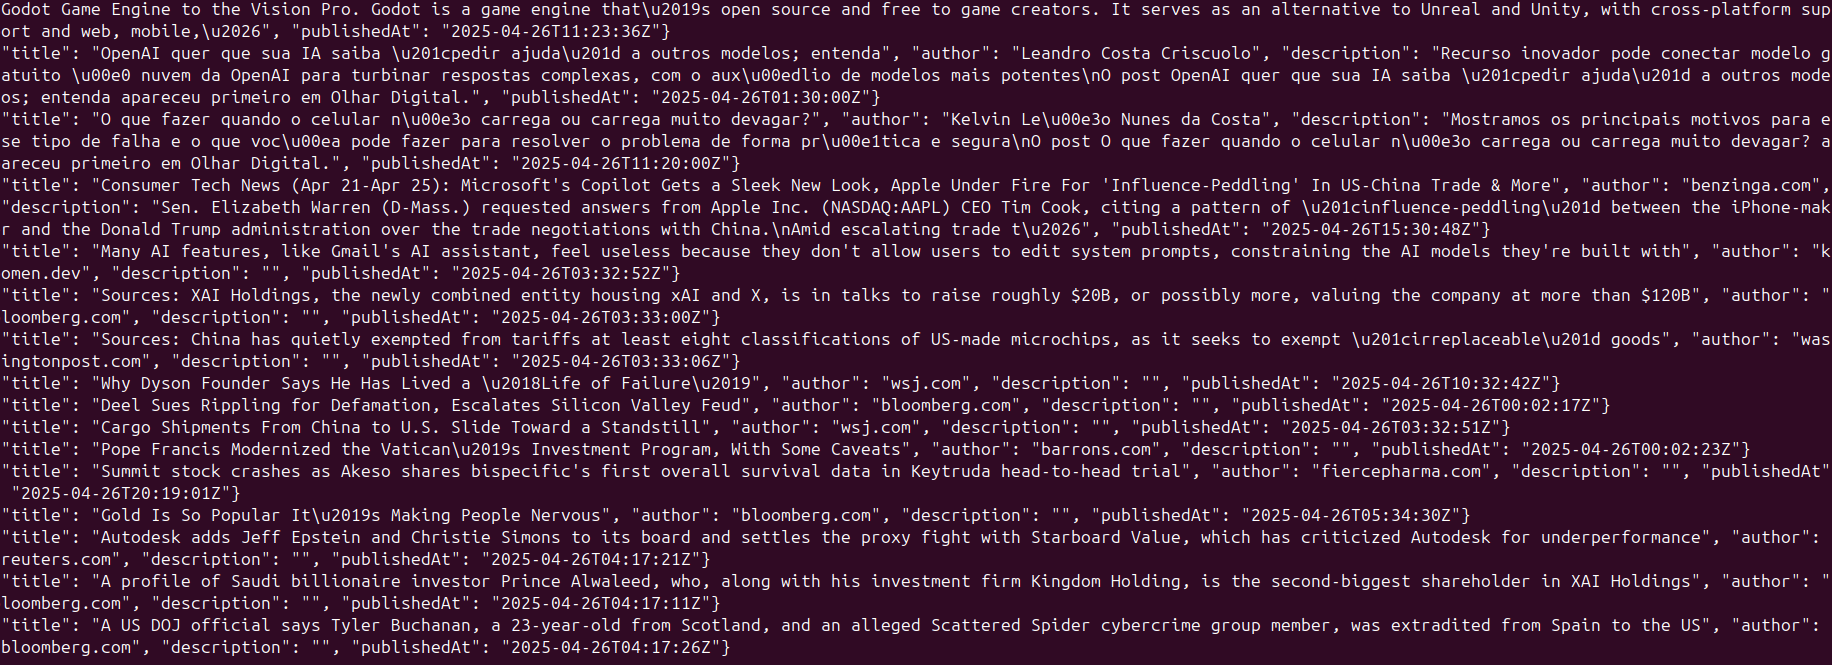 Godot Game Engine to the Vision Pro. Godot is a game engine that\u2019s open source and free to game creators. It serves as an alternative to Unreal and Unity, with cross-platform sup
ort and web, mobile,\u2026", "publishedAt": "2025-04-26T11:23:36Z"}
"title": "OpenAI quer que sua IA saiba \u201cpedir ajuda\u201d a outros modelos; entenda", "author": "Leandro Costa Criscuolo", "description": "Recurso inovador pode conectar modelo g
atuito \u00e0 nuvem da OpenAI para turbinar respostas complexas, com o aux\u00edlio de modelos mais potentes\nO post OpenAI quer que sua IA saiba \u201cpedir ajuda\u201d a outros mode
os; entenda apareceu primeiro em Olhar Digital.", "publishedAt": "2025-04-26T01:30:00Z"}
"title": "O que fazer quando o celular n\u00e3o carrega ou carrega muito devagar?", "author": "Kelvin Le\u00e3o Nunes da Costa", "description": "Mostramos os principais motivos para e
se tipo de falha e o que voc\u00ea pode fazer para resolver o problema de forma pr\u00e1tica e segura\nO post O que fazer quando o celular n\u00e3o carrega ou carrega muito devagar? a
areceu primeiro em Olhar Digital.", "publishedAt": "2025-04-26T11:20:00Z"}
"title": "Consumer Tech News (Apr 21-Apr 25): Microsoft's Copilot Gets a Sleek New Look, Apple Under Fire For 'Influence-Peddling' In US-China Trade & More", "author": "benzinga.com",
"description": "Sen. Elizabeth Warren (D-Mass.) requested answers from Apple Inc. (NASDAQ:AAPL) CEO Tim Cook, citing a pattern of \u201cinfluence-peddling\u201d between the iPhone-mak
r and the Donald Trump administration over the trade negotiations with China.\nAmid escalating trade t\u2026", "publishedAt": "2025-04-26T15:30:48Z"}
"title": "Many AI features, like Gmail's AI assistant, feel useless because they don't allow users to edit system prompts, constraining the AI models they're built with", "author": "k
omen.dev", "description": "", "publishedAt": "2025-04-26T03:32:52Z"}
"title": "Sources: XAI Holdings, the newly combined entity housing xAI and X, is in talks to raise roughly $20B, or possibly more, valuing the company at more than $120B", "author": "
loomberg.com", "description": "", "publishedAt": "2025-04-26T03:33:00Z"}
"title": "Sources: China has quietly exempted from tariffs at least eight classifications of US-made microchips, as it seeks to exempt \u201cirreplaceable\u201d goods", "author": "was
ingtonpost.com", "description": "", "publishedAt": "2025-04-26T03:33:06Z"}
"title": "Why Dyson Founder Says He Has Lived a \u2018Life of Failure\u2019", "author": "wsj.com", "description": "", "publishedAt": "2025-04-26T10:32:42Z"}
"title": "Deel Sues Rippling for Defamation, Escalates Silicon Valley Feud", "author": "bloomberg.com", "description": "", "publishedAt": "2025-04-26T00:02:17Z"}
"title": "Cargo Shipments From China to U.S. Slide Toward a Standstill", "author": "wsj.com", "description": "", "publishedAt": "2025-04-26T03:32:51Z"}
"title": "Pope Francis Modernized the Vatican\u2019s Investment Program, With Some Caveats", "author": "barrons.com", "description": "", "publishedAt": "2025-04-26T00:02:23Z"}
"title": "Summit stock crashes as Akeso shares bispecific's first overall survival data in Keytruda head-to-head trial", "author": "fiercepharma.com", "description": "", "publishedAt"
"2025-04-26T20:19:01Z"}
"title": "Gold Is So Popular It\u2019s Making People Nervous", "author": "bloomberg.com", "description": "", "publishedAt": "2025-04-26T05:34:30Z"}
"title": "Autodesk adds Jeff Epstein and Christie Simons to its board and settles the proxy fight with Starboard Value, which has criticized Autodesk for underperformance", "author":
reuters.com", "description": "", "publishedAt": "2025-04-26T04:17:21Z"}
"title": "A profile of Saudi billionaire investor Prince Alwaleed, who, along with his investment firm Kingdom Holding, is the second-biggest shareholder in XAI Holdings", "author": "
loomberg.com", "description": "", "publishedAt": "2025-04-26T04:17:11Z"}
"title": "A US DOJ official says Tyler Buchanan, a 23-year-old from Scotland, and an alleged Scattered Spider cybercrime group member, was extradited from Spain to the US", "author":
bloomberg.com", "description": "", "publishedAt": "2025-04-26T04:17:26Z"}